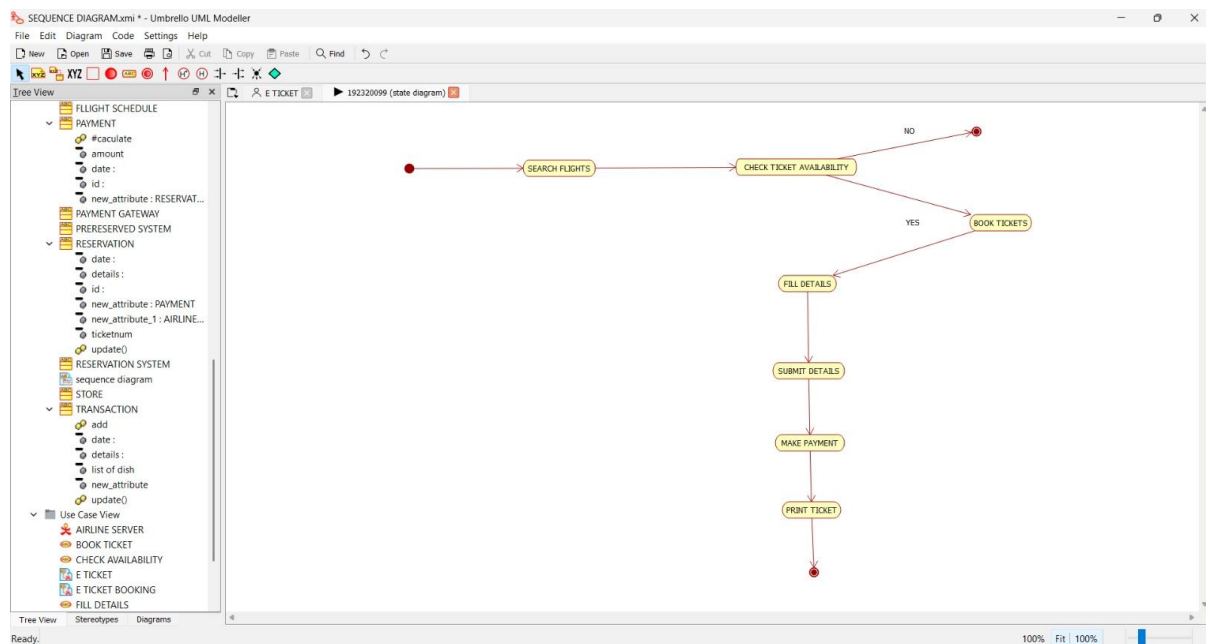 SEQUENCE DIAGRAM.xmi * - Umbrello UML Modeller
File Edit Diagram Code Settings Help
New Open Save Cut Copy Paste Find
XYZ XYZ
Tree View
E TICKET
192320099 (state diagram)
FLLIGHT SCHEDULE
PAYMENT
#caculate
amount
date :
id :
new_attribute : RESERVAT...
PAYMENT GATEWAY
PRERESERVED SYSTEM
RESERVATION
date :
details :
id :
new_attribute : PAYMENT
new_attribute_1 : AIRLINE...
ticketnum
update()
RESERVATION SYSTEM
sequence diagram
STORE
TRANSACTION
add
date :
details :
list of dish
new_attribute
update()
Use Case View
AIRLINE SERVER
BOOK TICKET
CHECK AVAILABILITY
E TICKET
E TICKET BOOKING
FILL DETAILS
Tree View Stereotypes Diagrams
NO
SEARCH FLIGHTS
CHECK TICKET AVAILABILITY
YES
BOOK TICKETS
FILL DETAILS
SUBMIT DETAILS
MAKE PAYMENT
PRINT TICKET
Ready.
100% Fit 100%